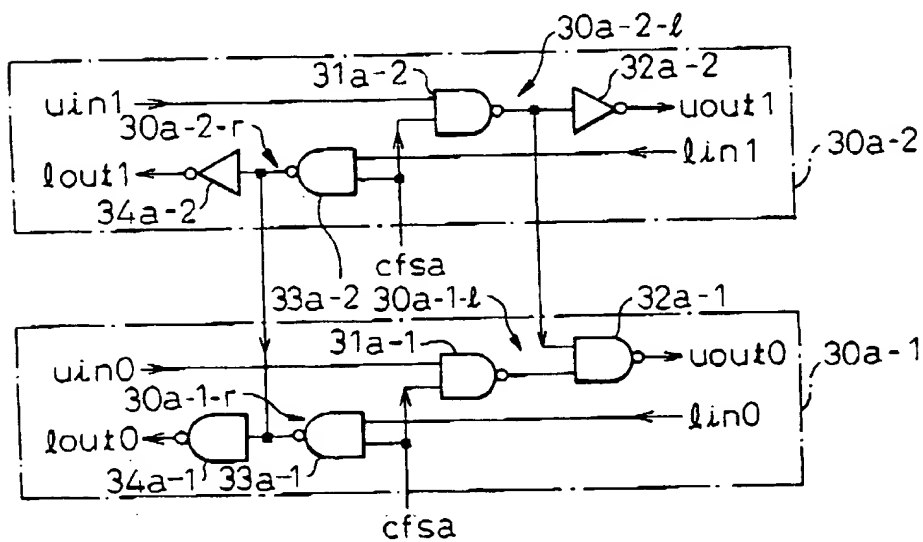 30a-2-ℓ
31a-2
32a-2
uin1
uout1
30a-2-r
ℓin1
30a-2
ℓout1
34a-2
cfsa
33a-2
30a-1-ℓ
32a-1
31a-1
uin0
uout0
30a-1
30a-1-r
ℓin0
ℓout0
34a-1
33a-1
cfsa